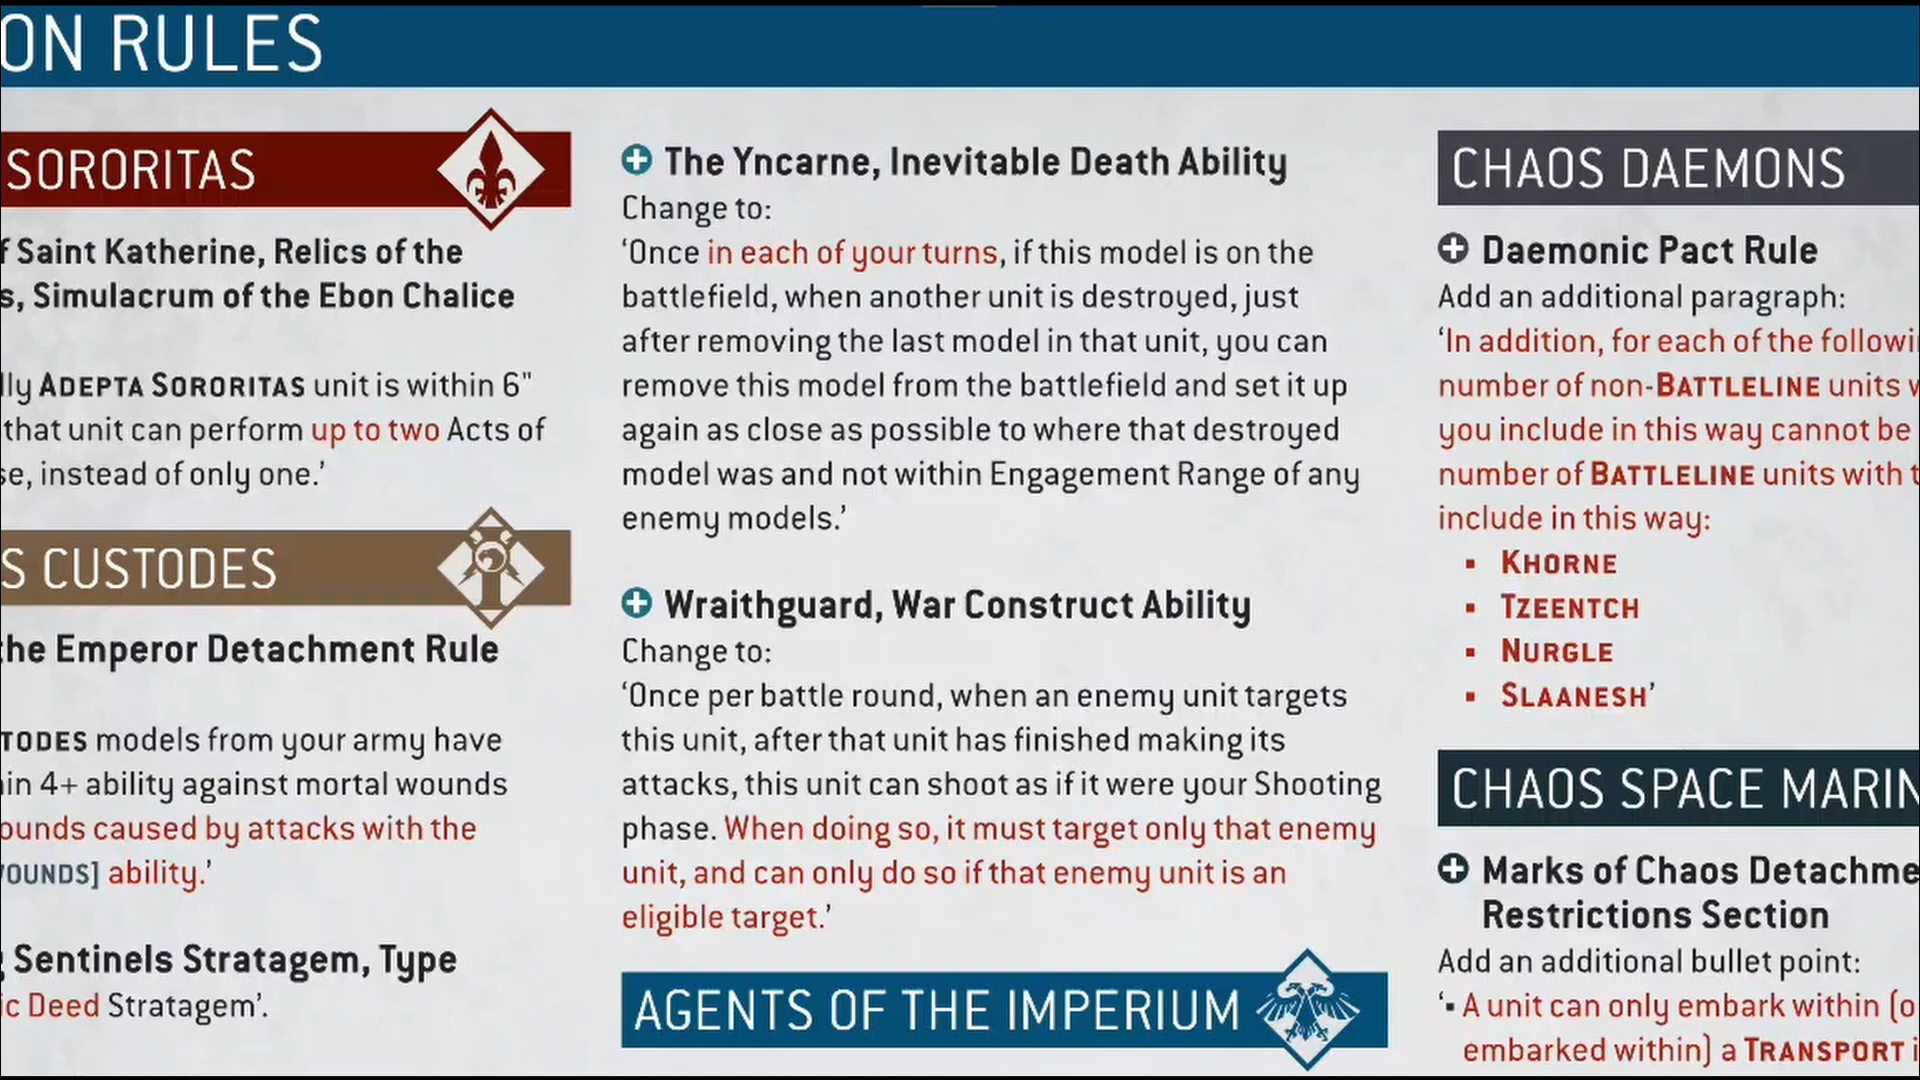 ON RULES
SORORITAS
f Saint Katherine, Relics of the
s, Simulacrum of the Ebon Chalice
lly ADEPTA SORORITAS unit is within 6"
that unit can perform up to two Acts of
se, instead of only one.’
S CUSTODES
the Emperor Detachment Rule
TODES models from your army have
in 4+ ability against mortal wounds
ounds caused by attacks with the
OUNDS] ability.’
Sentinels Stratagem, Type
ic Deed Stratagem’.
The Yncarne, Inevitable Death Ability
Change to:
‘Once in each of your turns, if this model is on the
battlefield, when another unit is destroyed, just
after removing the last model in that unit, you can
remove this model from the battlefield and set it up
again as close as possible to where that destroyed
model was and not within Engagement Range of any
enemy models.’
Wraithguard, War Construct Ability
Change to:
‘Once per battle round, when an enemy unit targets
this unit, after that unit has finished making its
attacks, this unit can shoot as if it were your Shooting
phase. When doing so, it must target only that enemy
unit, and can only do so if that enemy unit is an
eligible target.’
AGENTS OF THE IMPERIUM
CHAOS DAEMONS
Daemonic Pact Rule
Add an additional paragraph:
‘In addition, for each of the followi
number of non-BATTLELINE units w
you include in this way cannot be
number of BATTLELINE units with t
include in this way:
▪ KHORNE
▪ TZEENTCH
▪ NURGLE
▪ SLAANESH’
CHAOS SPACE MARIN
Marks of Chaos Detachme
Restrictions Section
Add an additional bullet point:
‘▪ A unit can only embark within (o
embarked within) a TRANSPORT i